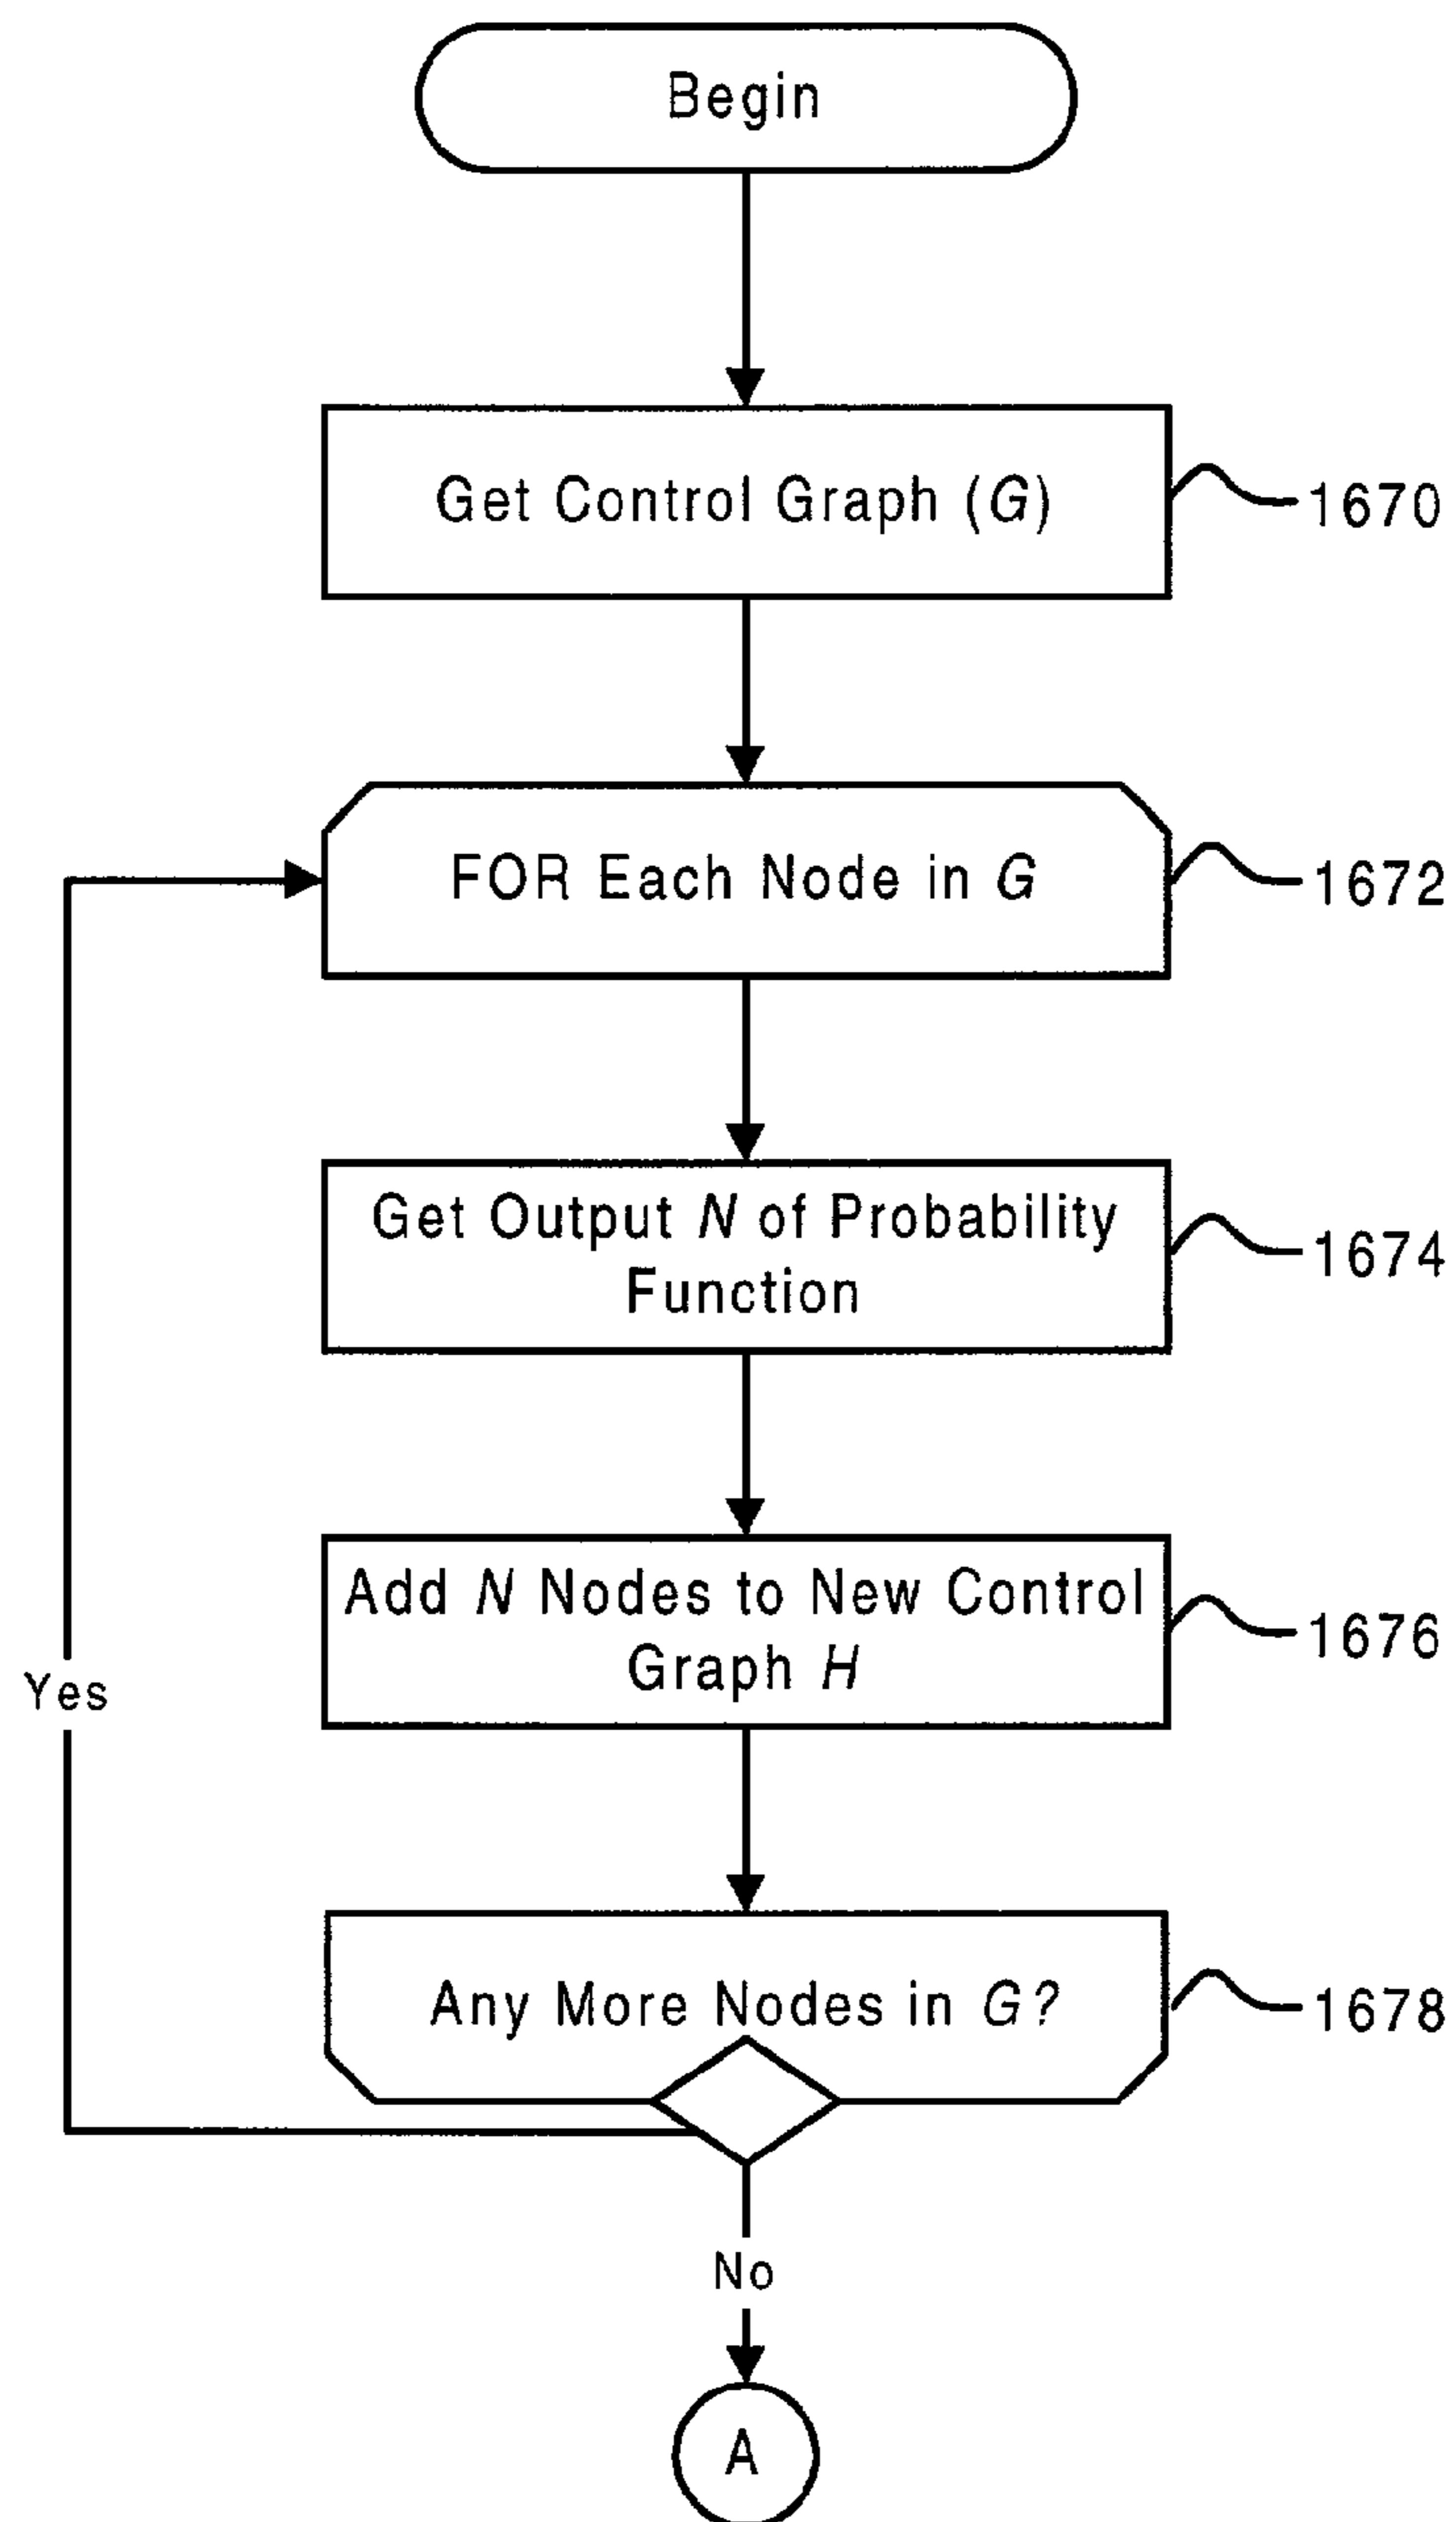 Begin
Get Control Graph (G)
1670
FOR Each Node in G
1672
Get Output N of Probability
Function
1674
Add N Nodes to New Control
Graph H
1676
Yes
Any More Nodes in G?
1678
No
A